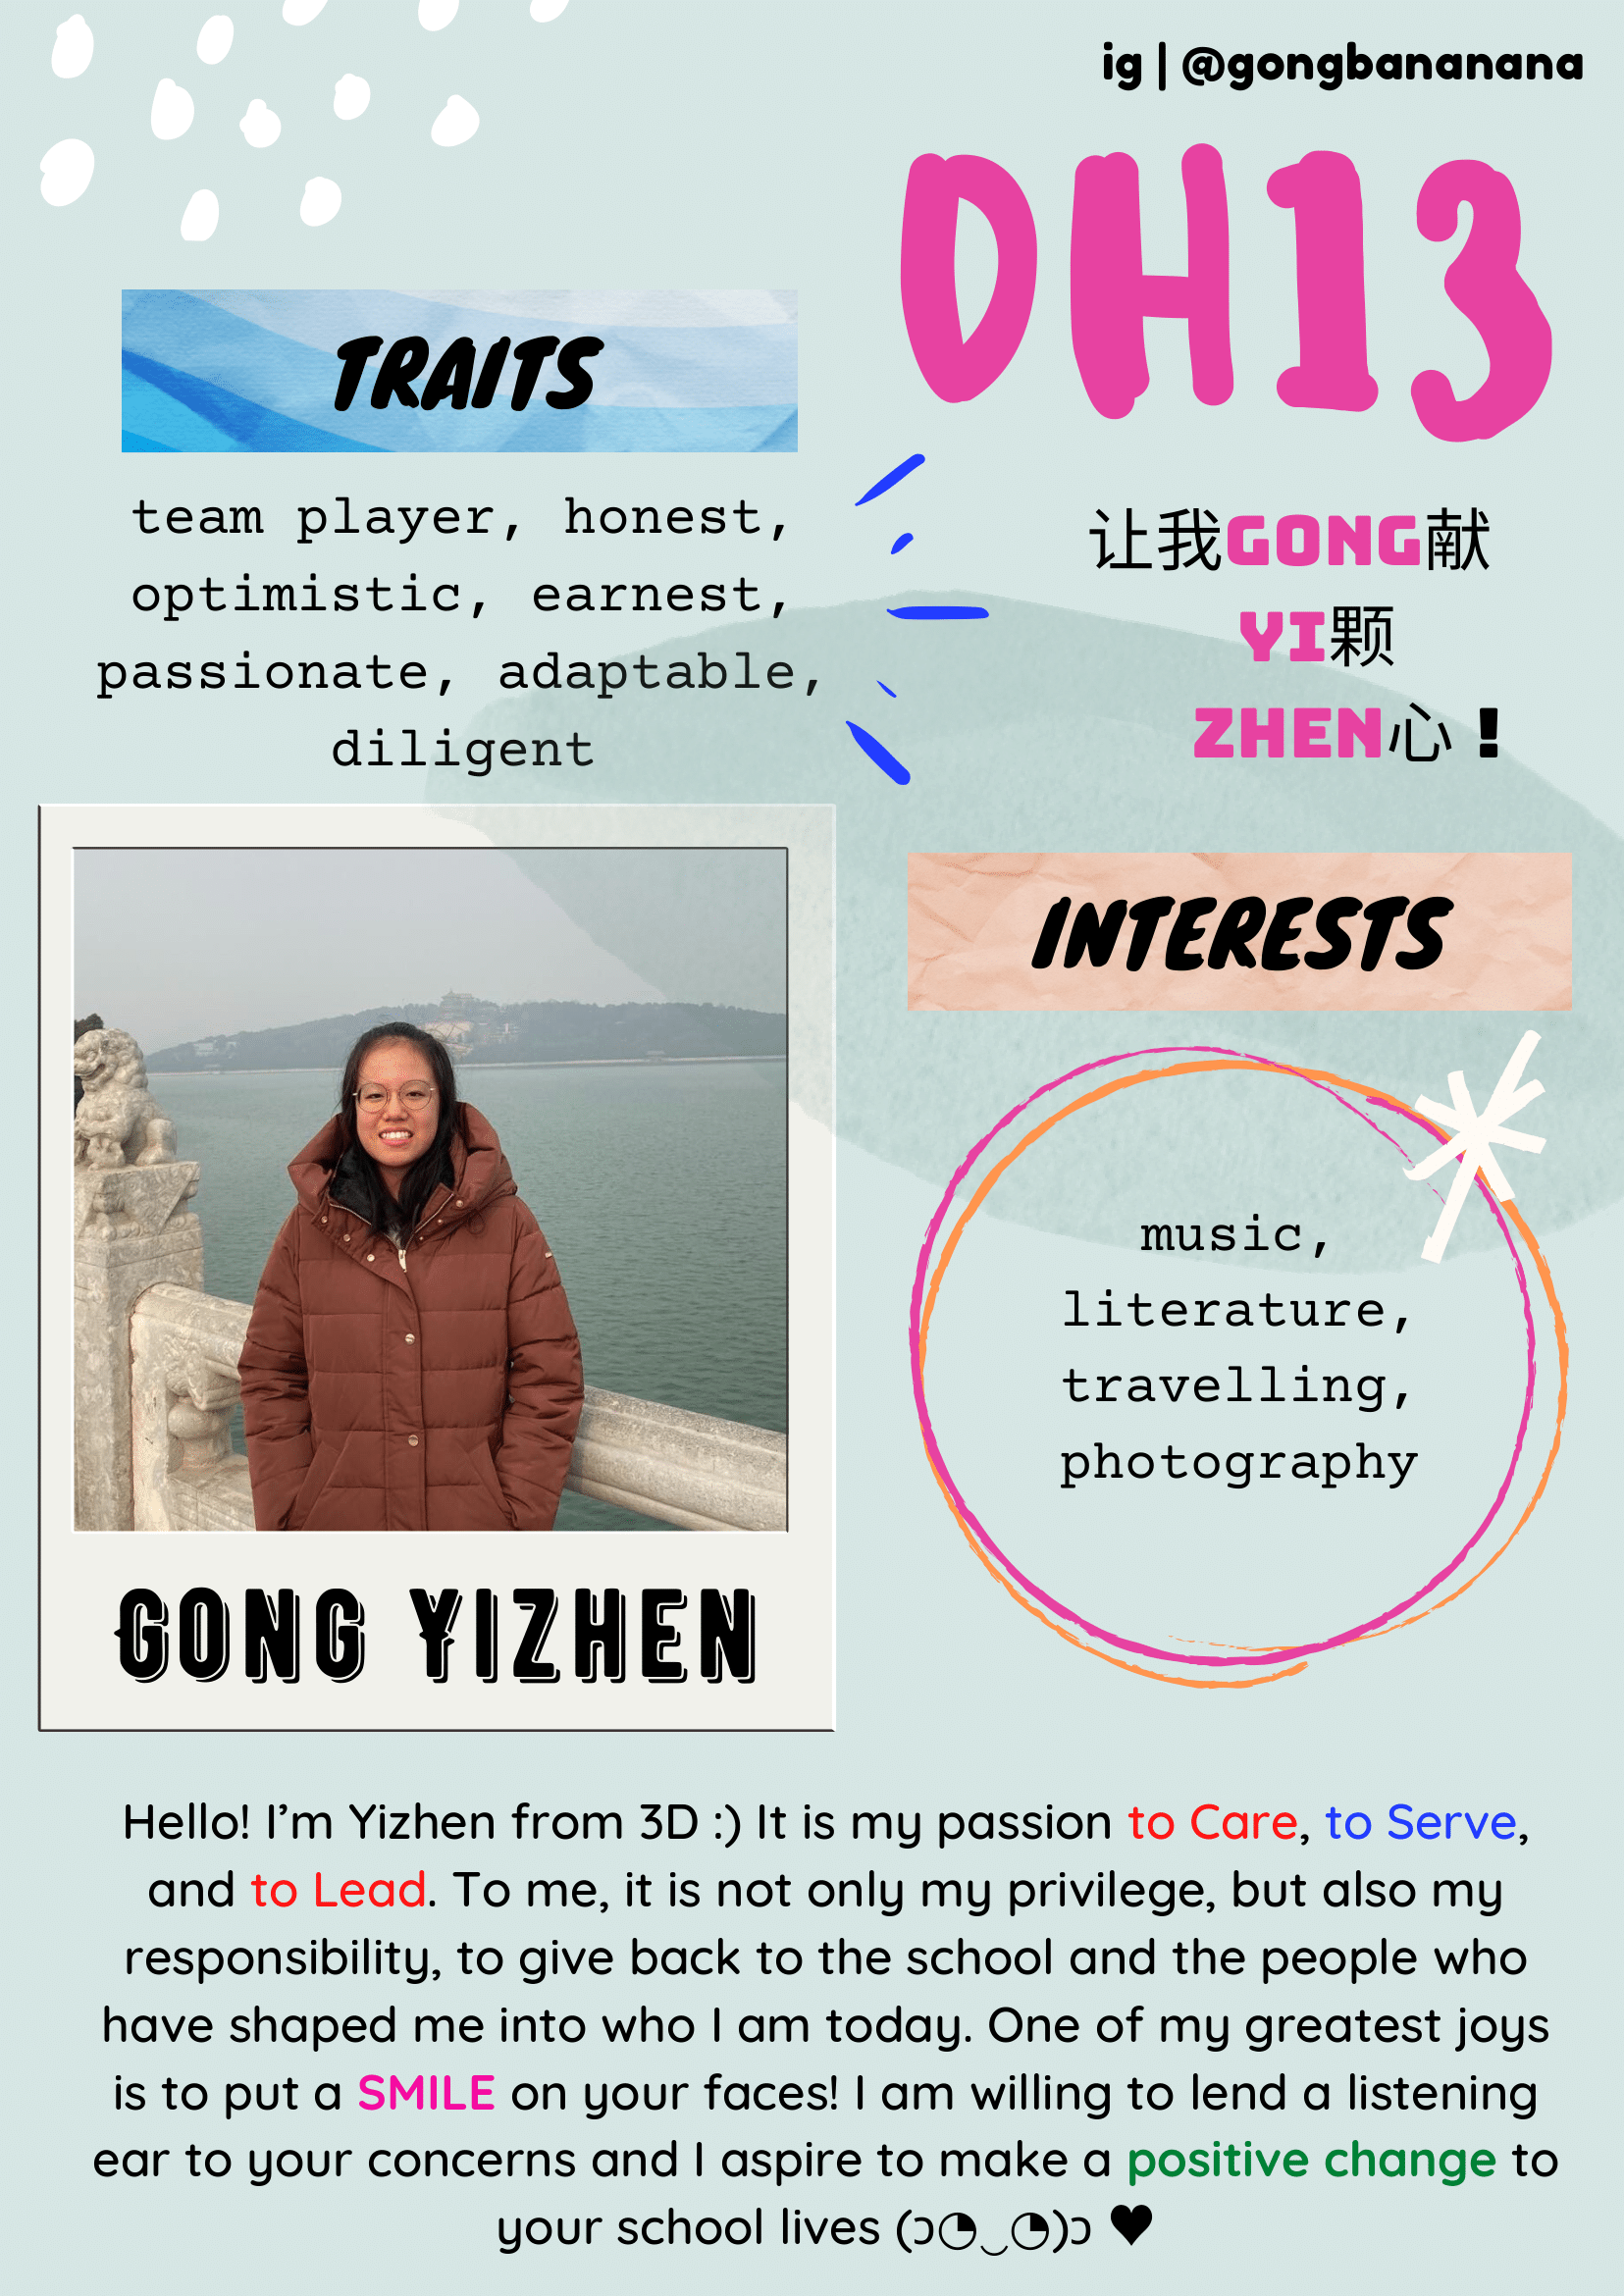 ig | @gongbananana
DH13
TRAITS
team player, honest,
optimistic, earnest,
passionate, adaptable,
diligent
让我GONG献
YI颗
ZHEN心！
GONG YIZHEN
INTERESTS
music,
literature,
travelling,
photography
Hello! I’m Yizhen from 3D :) It is my passion to Care, to Serve,
and to Lead. To me, it is not only my privilege, but also my
responsibility, to give back to the school and the people who
have shaped me into who I am today. One of my greatest joys
is to put a SMILE on your faces! I am willing to lend a listening
ear to your concerns and I aspire to make a positive change to
your school lives (ɔ◔‿◔)ɔ ♥